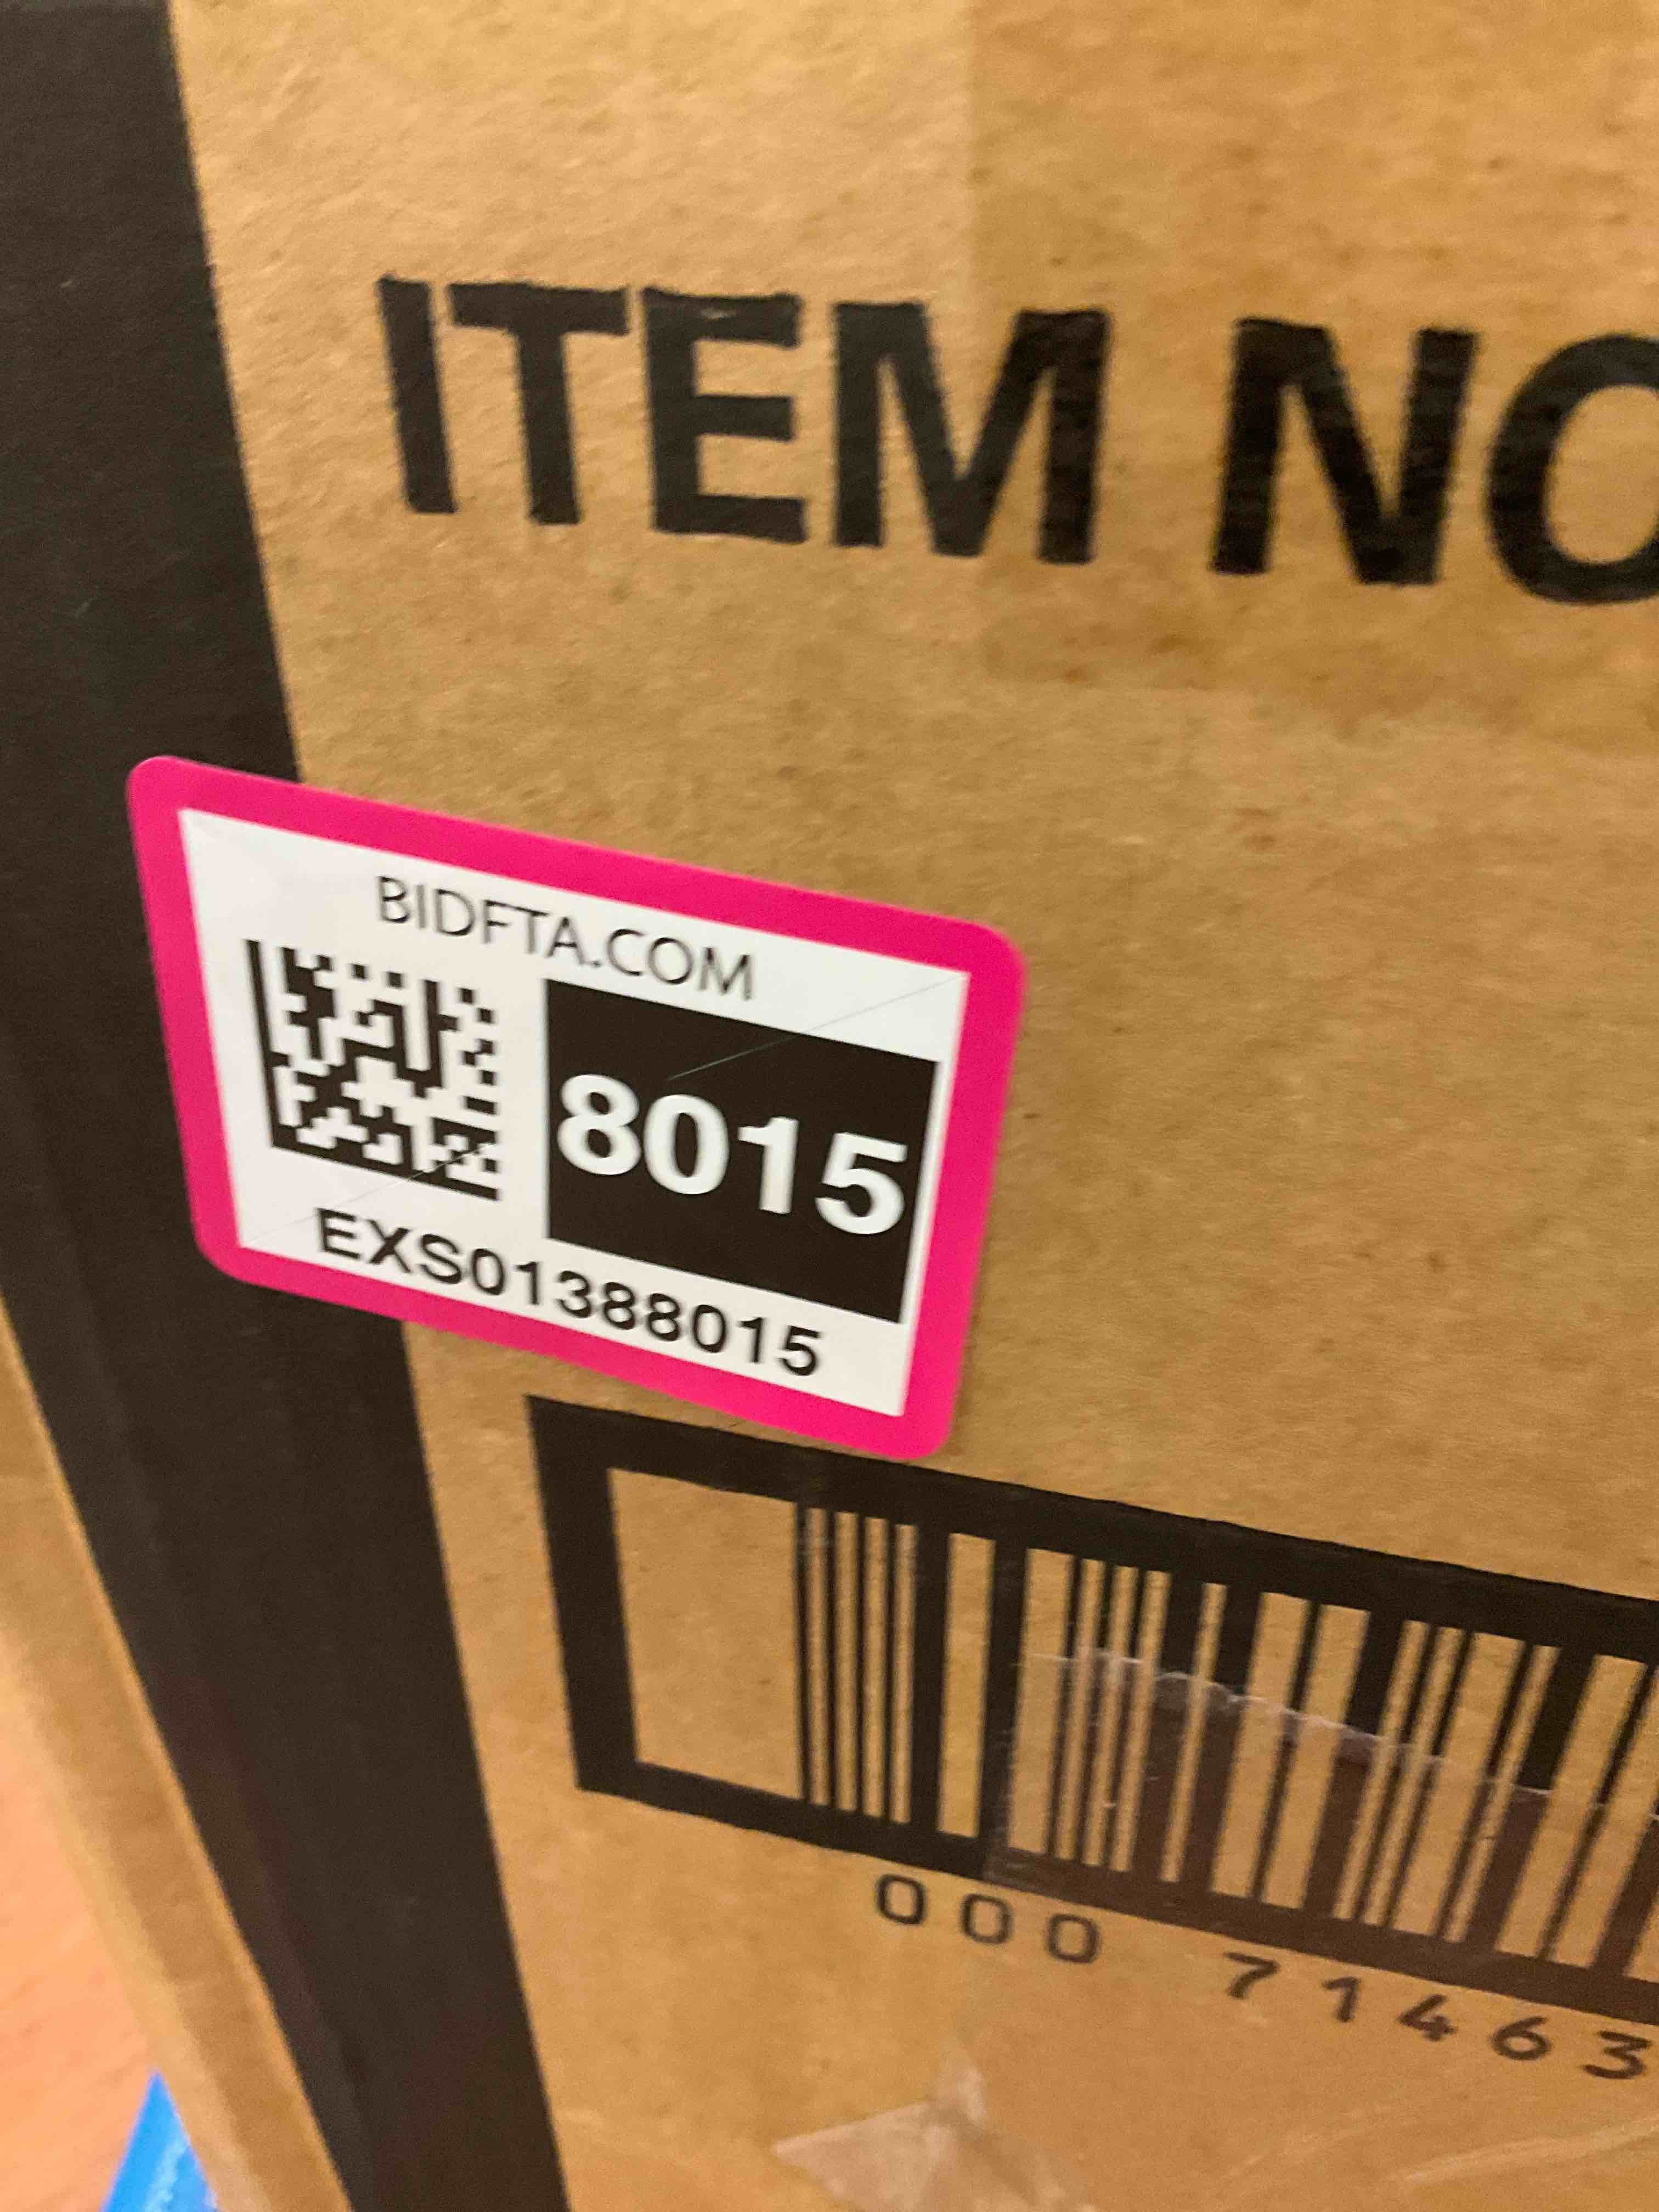 ITEM NO
BIDFTA.COM
8015
EXS01388015
000 71463